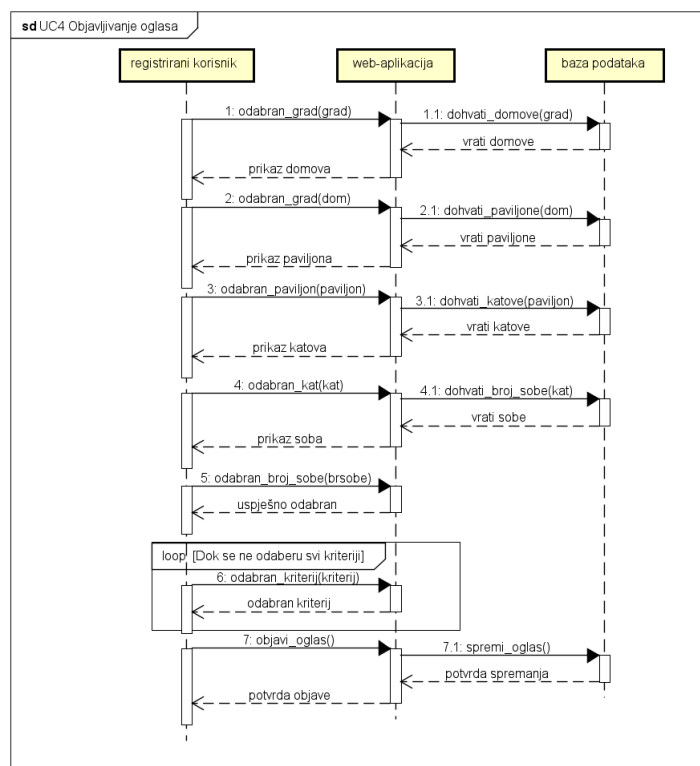 sd UC4 Objavljivanje oglasa
registrirani korisnik
web-aplikacija
baza podataka
1: odabran_grad(grad)
1.1: dohvati_domove(grad)
vrati domove
prikaz domova
2: odabran_grad(dom)
2.1: dohvati_paviljone(dom)
vrati paviljone
prikaz paviljona
3: odabran_paviljon(paviljon)
3.1: dohvati_katove(paviljon)
vrati katove
prikaz katova
4: odabran_kat(kat)
4.1: dohvati_broj_sobe(kat)
vrati sobe
prikaz soba
5: odabran_broj_sobe(brsobe)
uspješno odabran
loop [Dok se ne odaberu svi kriteriji]
6: odabran_kriterij(kriterij)
odabran kriterij
7: objavi_oglas()
7.1: spremi_oglas()
potvrda spremanja
potvrda objave